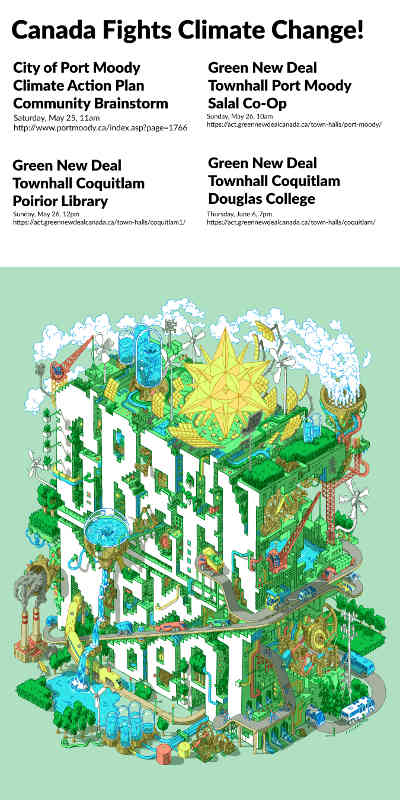 Canada Fights Climate Change!
City of Port Moody
Climate Action Plan
Community Brainstorm
Saturday, May 25, 11am
http://www.portmoody.ca/index.asp?page=1766
Green New Deal
Townhall Port Moody
Salal Co-Op
Sunday, May 26, 10am
https://act.greennewdealcanada.ca/town-halls/port-moody/
Green New Deal
Townhall Coquitlam
Poirior Library
Sunday, May 26, 12pm
https://act.greennewdealcanada.ca/town-halls/coquitlam1/
Green New Deal
Townhall Coquitlam
Douglas College
Thursday, June 6, 7pm
https://act.greennewdealcanada.ca/town-halls/coquitlam/
GREEN
NEW
DEAL